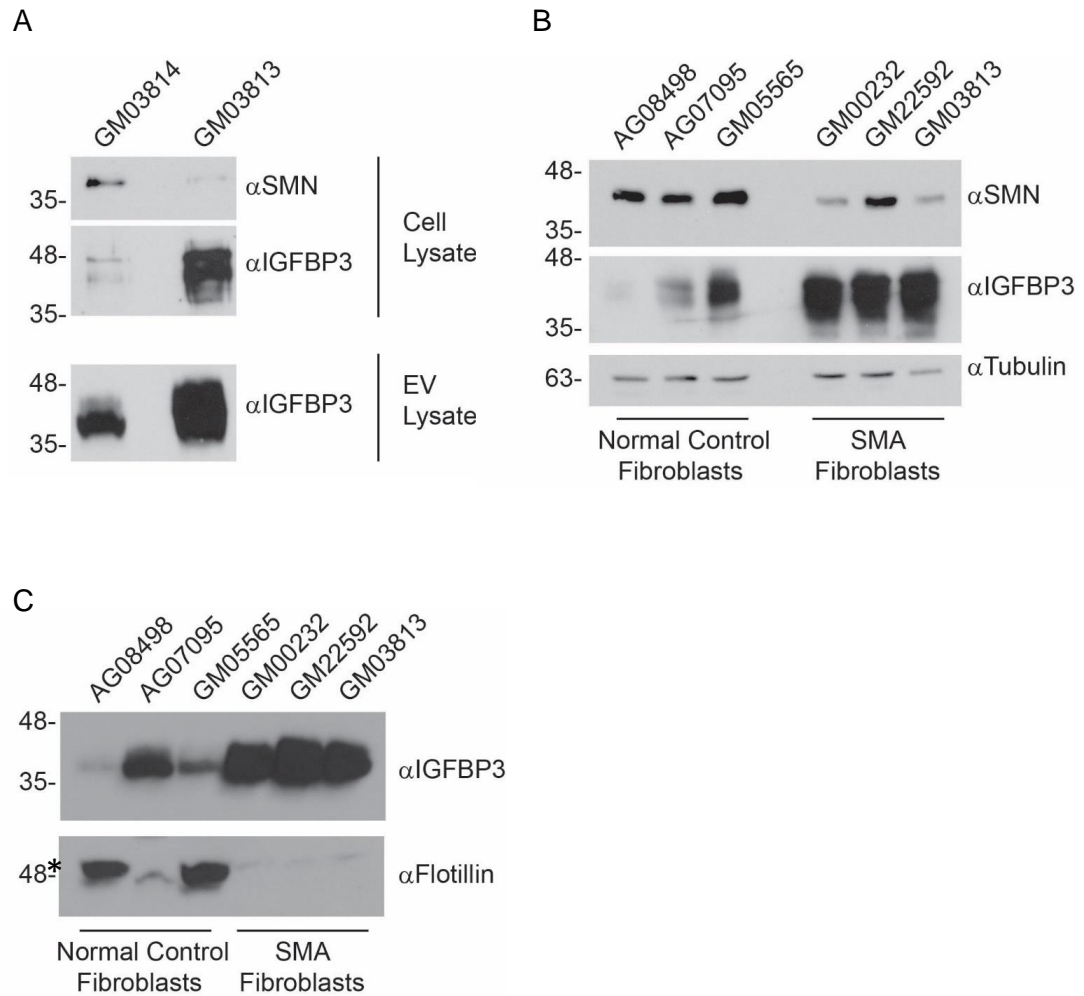 A
GM03814
GM03813
35-
αSMN
48-
αIGFBP3
35-
Cell
Lysate
48-
αIGFBP3
35-
EV
Lysate
B
AG08498
AG07095
GM05565
GM00232
GM22592
GM03813
48-
αSMN
35-
48-
αIGFBP3
35-
63-
αTubulin
Normal Control
Fibroblasts
SMA
Fibroblasts
C
AG08498
AG07095
GM05565
GM00232
GM22592
GM03813
48-
αIGFBP3
35-
48-*
αFlotillin
Normal Control
Fibroblasts
SMA
Fibroblasts